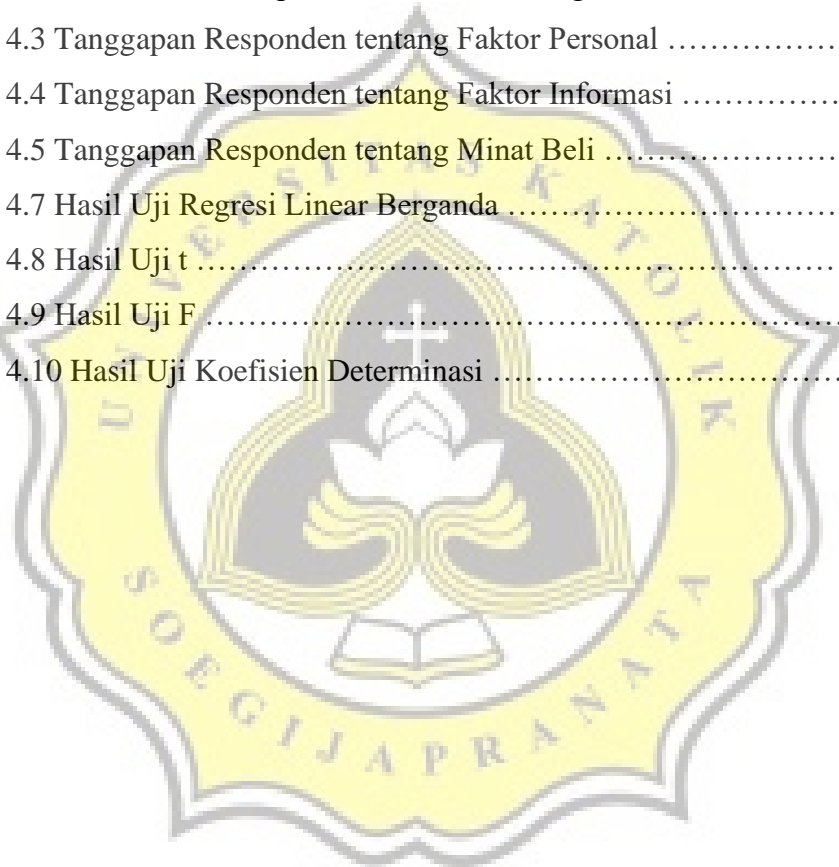 4.3 Tanggapan Responden tentang Faktor Personal ………………
4.4 Tanggapan Responden tentang Faktor Informasi ………………
4.5 Tanggapan Responden tentang Minat Beli ……………………
4.7 Hasil Uji Regresi Linear Berganda ……………………………
4.8 Hasil Uji t ……………………………………………………
4.9 Hasil Uji F ……………………………………………………
4.10 Hasil Uji Koefisien Determinasi ……………………………
UNIVERSITAS KATOLIK
SOEGIJAPRANATA